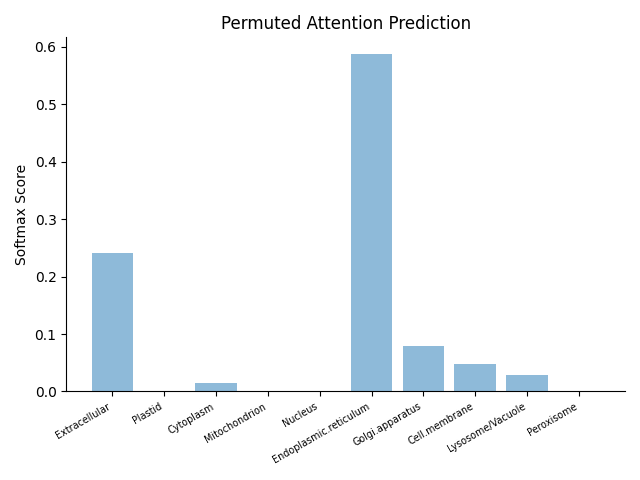 Permuted Attention Prediction
Softmax Score
0.6
0.5
0.4
0.3
0.2
0.1
0.0
Extracellular
Plastid
Cytoplasm
Mitochondrion
Nucleus
Endoplasmic.reticulum
Golgi.apparatus
Cell.membrane
Lysosome/Vacuole
Peroxisome